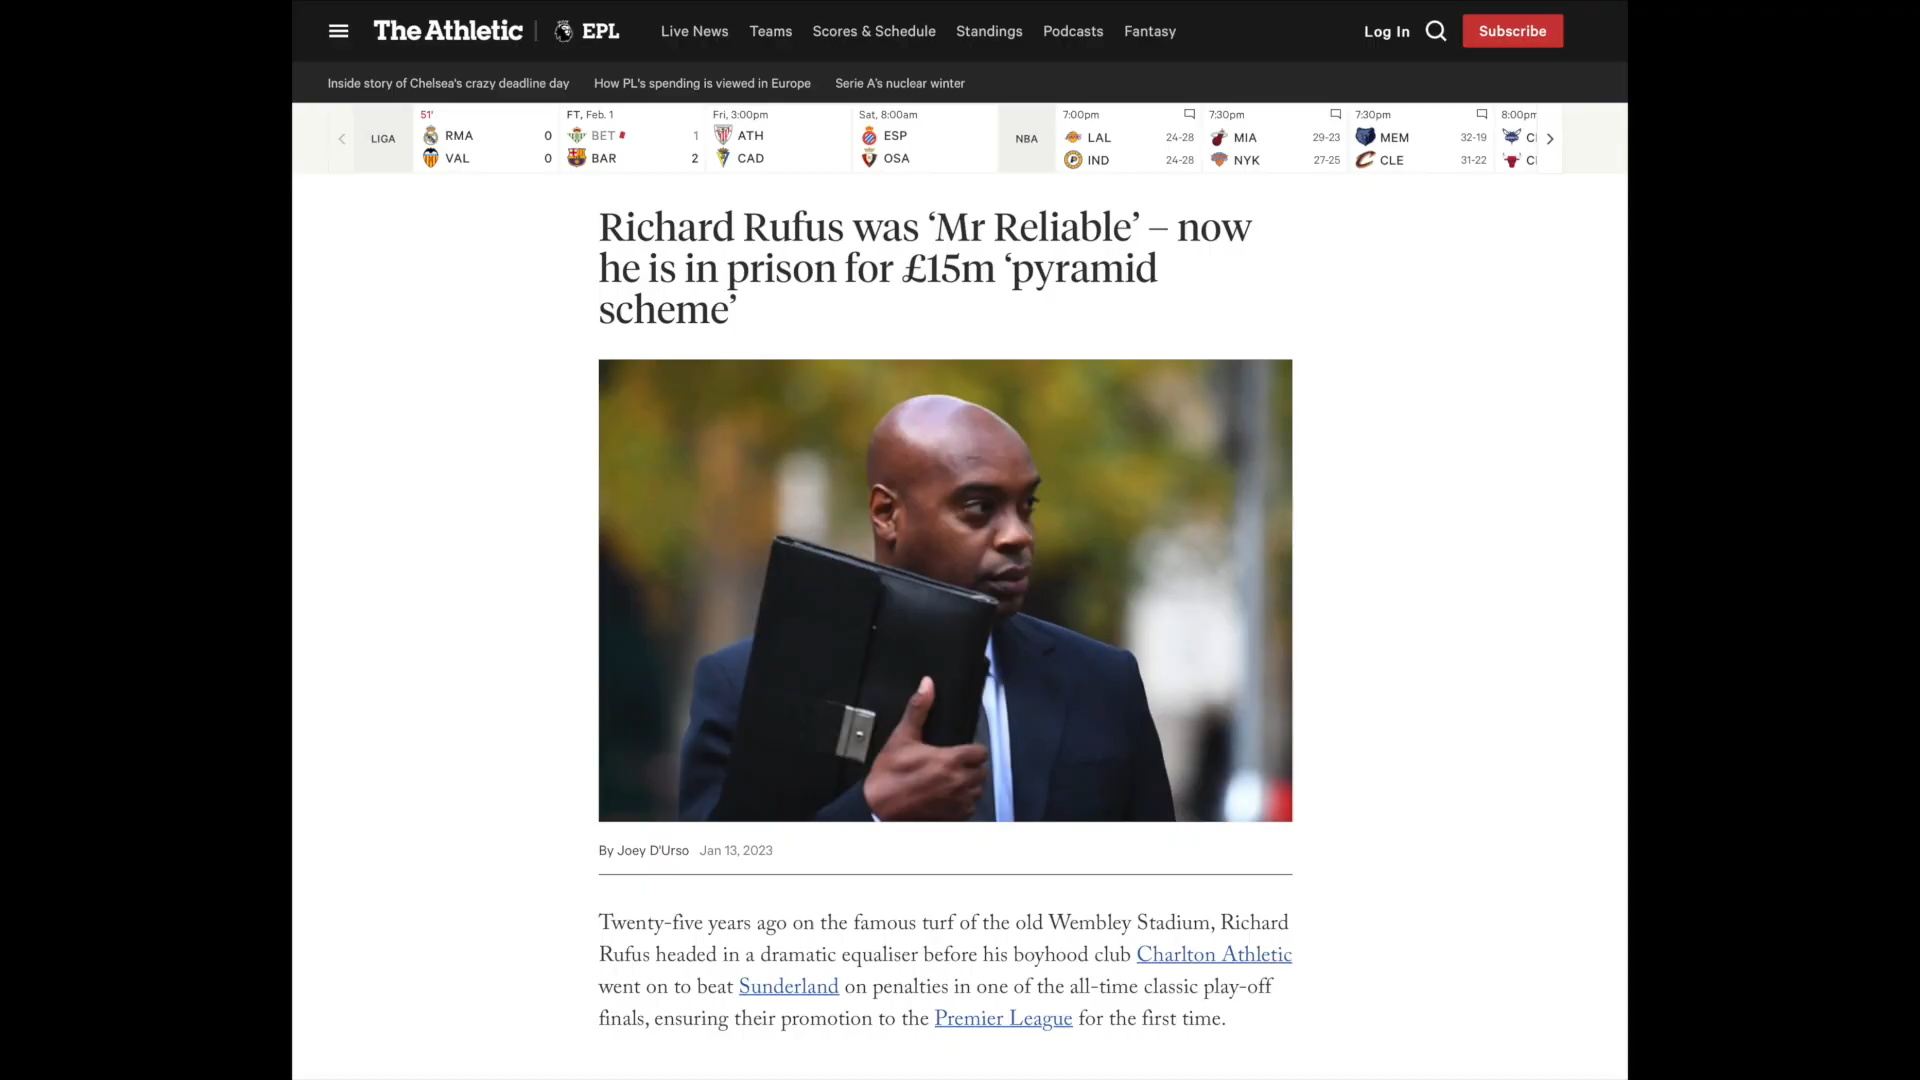 The Athletic
EPL
Live News
Teams
Scores & Schedule
Standings
Podcasts
Fantasy
Log In
Subscribe
Inside story of Chelsea's crazy deadline day
How PL's spending is viewed in Europe
Serie A's nuclear winter
LIGA
51'
RMA 0
VAL 0
FT, Feb. 1
BET 1
BAR 2
Fri, 3:00pm
ATH
CAD
Sat, 8:00am
ESP
OSA
NBA
7:00pm
LAL 24-28
IND 24-28
7:30pm
MIA 29-23
NYK 27-25
7:30pm
MEM 32-19
CLE 31-22
8:00pm
Richard Rufus was ‘Mr Reliable’ – now
he is in prison for £15m ‘pyramid
scheme’
By Joey D'Urso Jan 13, 2023
Twenty-five years ago on the famous turf of the old Wembley Stadium, Richard
Rufus headed in a dramatic equaliser before his boyhood club Charlton Athletic
went on to beat Sunderland on penalties in one of the all-time classic play-off
finals, ensuring their promotion to the Premier League for the first time.